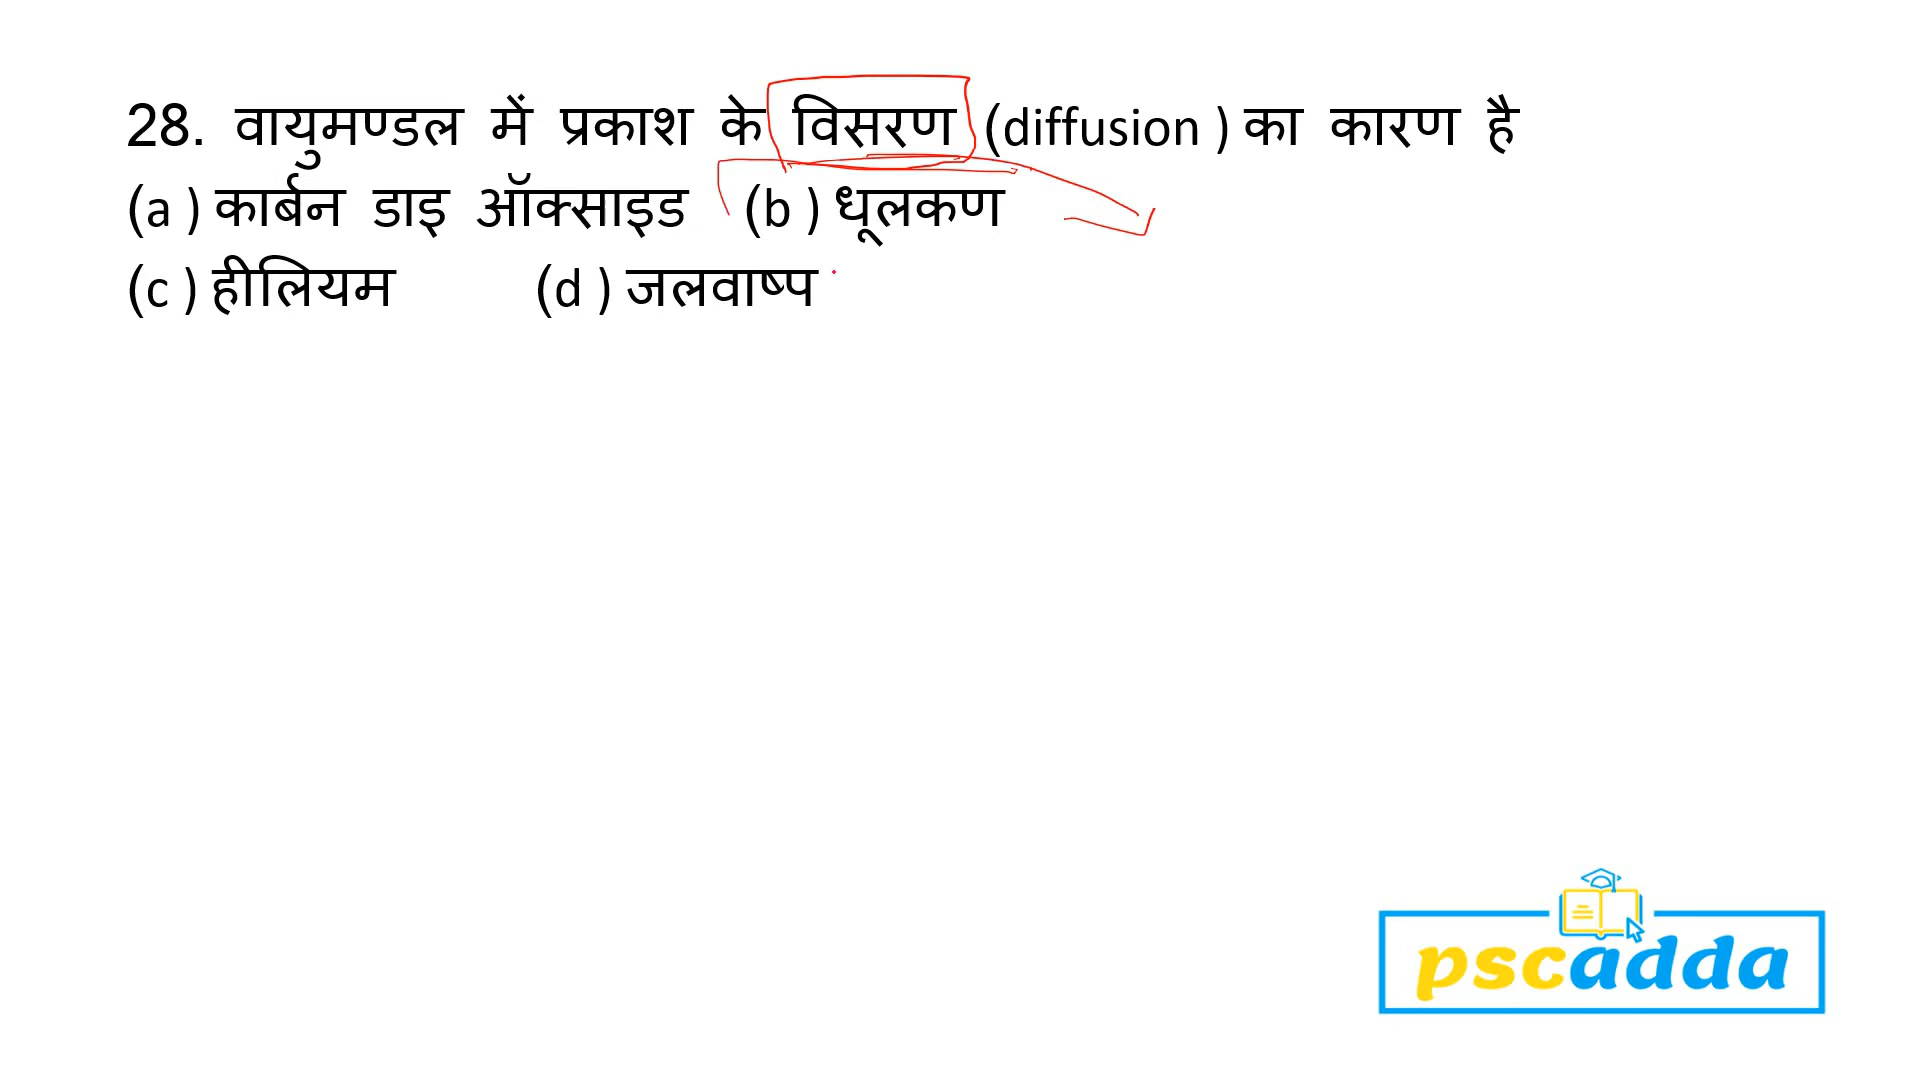 28. वायुमण्डल में प्रकाश के विसरण (diffusion ) का कारण है
(a ) कार्बन डाइ ऑक्साइड (b ) धूलकण
(c ) हीलियम (d ) जलवाष्प
pscadda